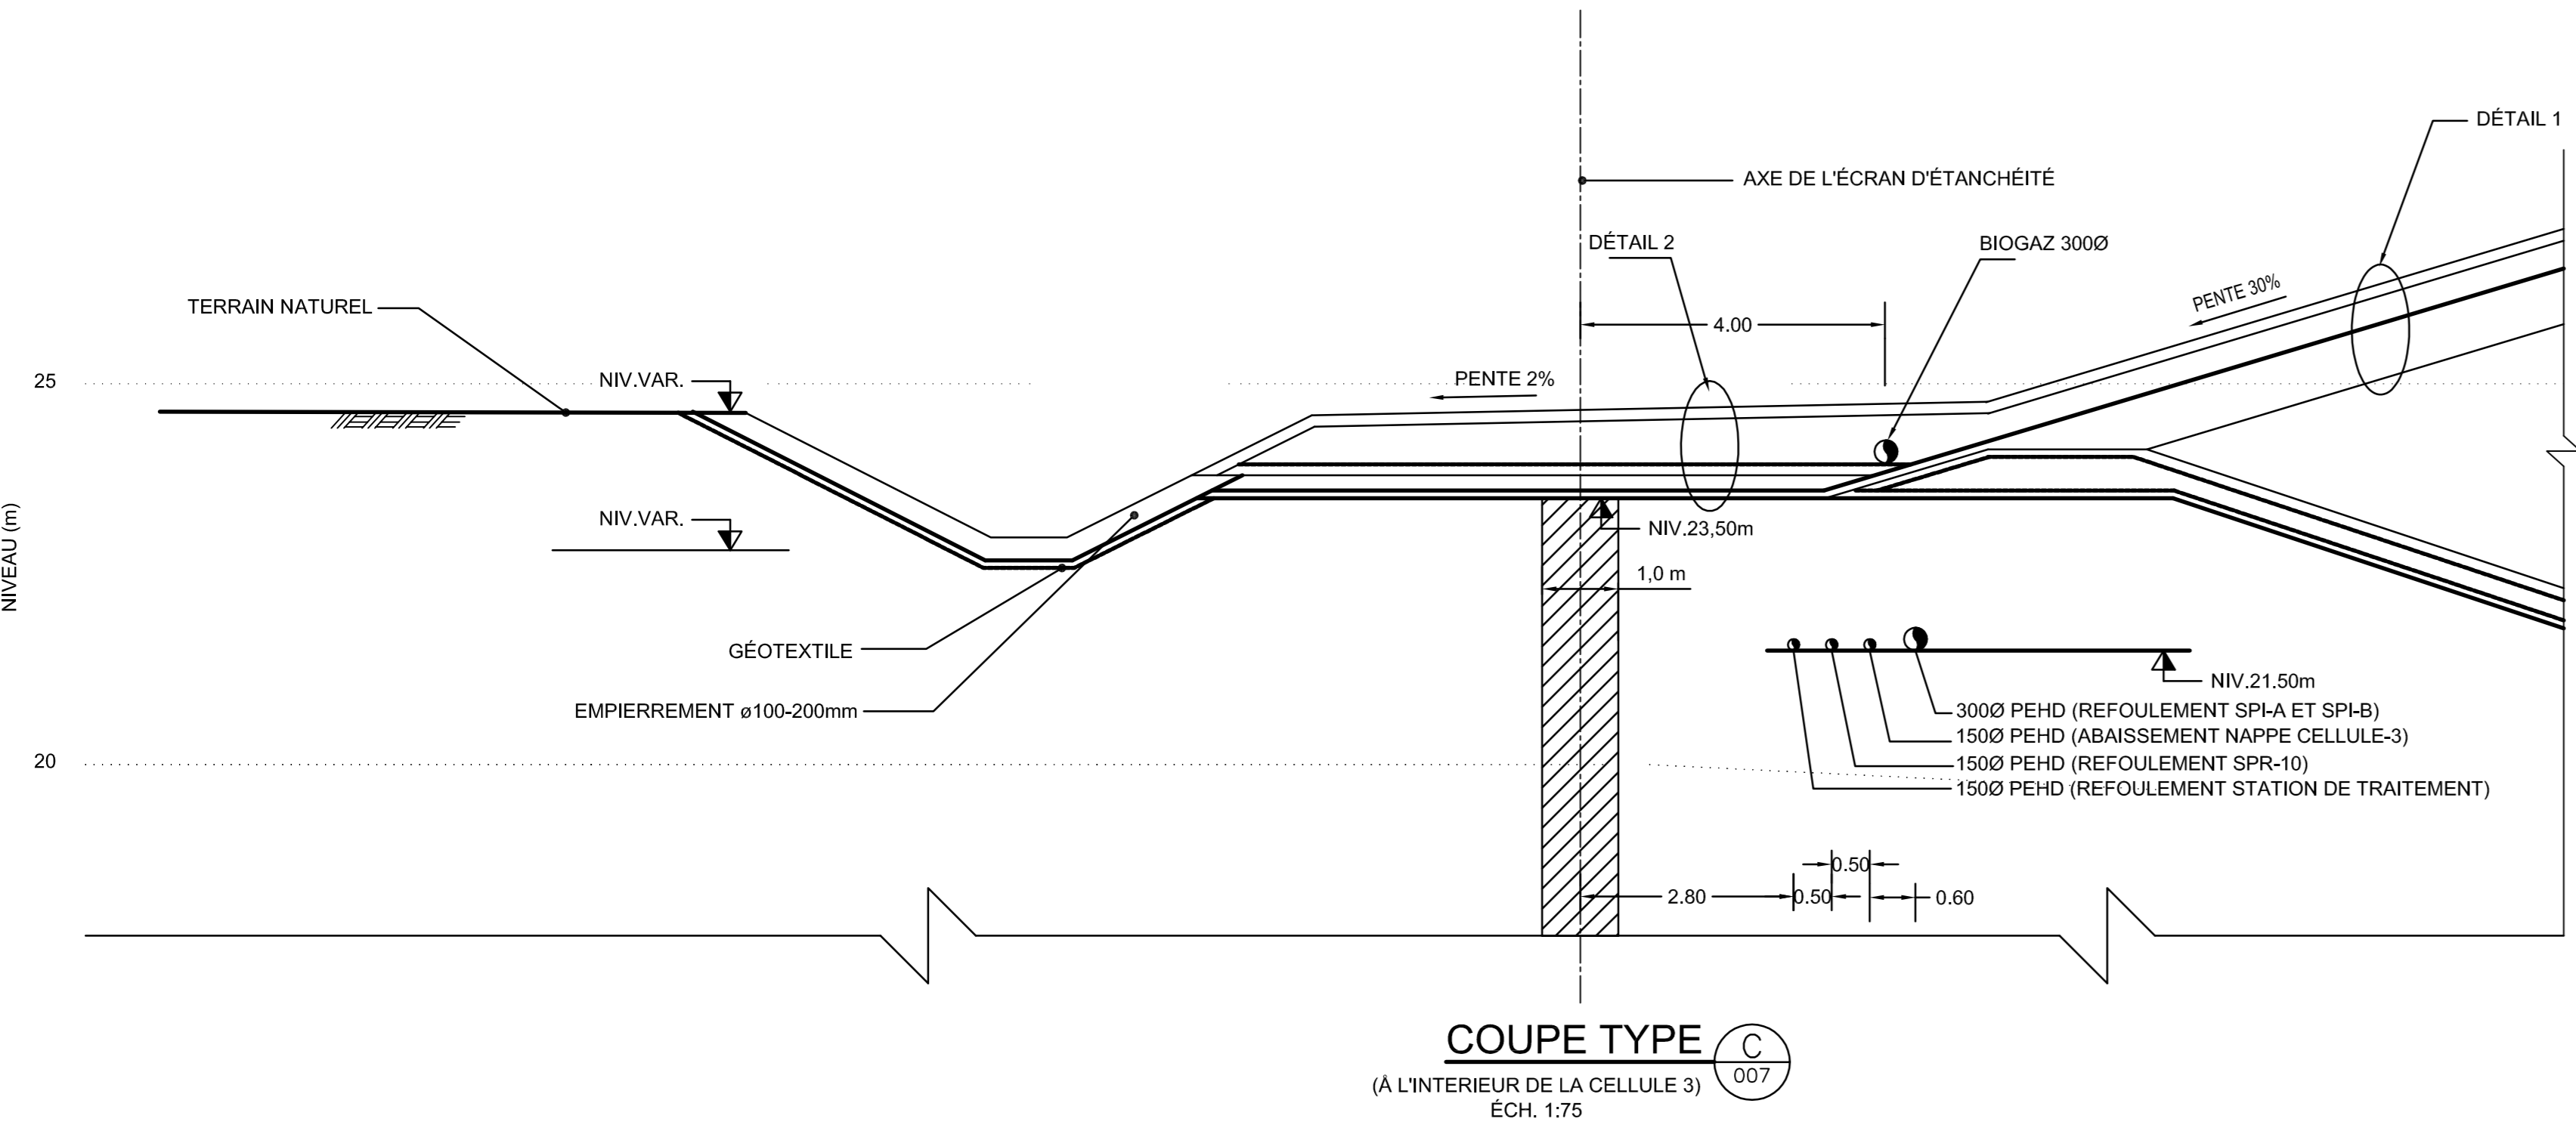 DÉTAIL 1
AXE DE L'ÉCRAN D'ÉTANCHÉITÉ
DÉTAIL 2
BIOGAZ 300Ø
PENTE 30%
TERRAIN NATUREL
4.00
25
NIV.VAR.
PENTE 2%
NIVEAU (m)
NIV.VAR.
NIV.23,50m
1,0 m
GÉOTEXTILE
NIV.21.50m
EMPIERREMENT ø100-200mm
300Ø PEHD (REFOULEMENT SPI-A ET SPI-B)
150Ø PEHD (ABAISSEMENT NAPPE CELLULE-3)
20
150Ø PEHD (REFOULEMENT SPR-10)
150Ø PEHD (REFOULEMENT STATION DE TRAITEMENT)
0.50
2.80
0.50
0.60
COUPE TYPE
C
007
(Å L'INTERIEUR DE LA CELLULE 3)
ÉCH. 1:75